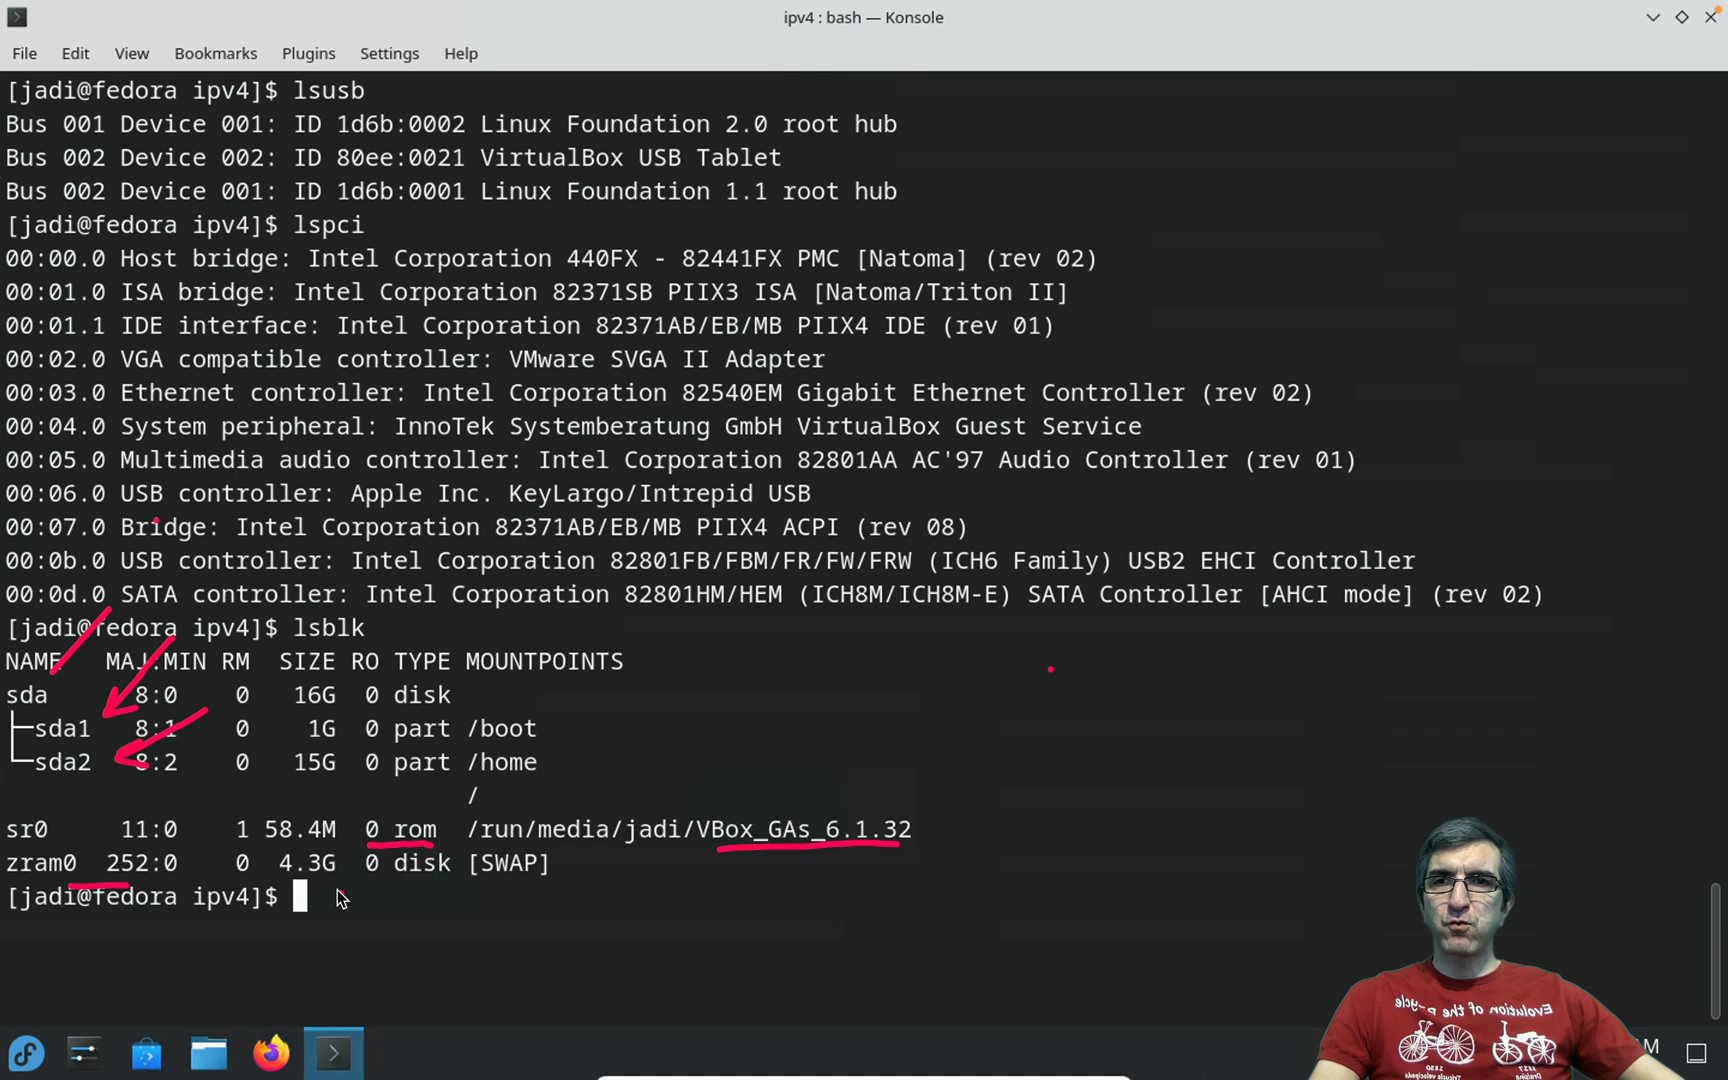 ipv4 : bash — Konsole
File Edit View Bookmarks Plugins Settings Help
[jadi@fedora ipv4]$ lsusb
Bus 001 Device 001: ID 1d6b:0002 Linux Foundation 2.0 root hub
Bus 002 Device 002: ID 80ee:0021 VirtualBox USB Tablet
Bus 002 Device 001: ID 1d6b:0001 Linux Foundation 1.1 root hub
[jadi@fedora ipv4]$ lspci
00:00.0 Host bridge: Intel Corporation 440FX - 82441FX PMC [Natoma] (rev 02)
00:01.0 ISA bridge: Intel Corporation 82371SB PIIX3 ISA [Natoma/Triton II]
00:01.1 IDE interface: Intel Corporation 82371AB/EB/MB PIIX4 IDE (rev 01)
00:02.0 VGA compatible controller: VMware SVGA II Adapter
00:03.0 Ethernet controller: Intel Corporation 82540EM Gigabit Ethernet Controller (rev 02)
00:04.0 System peripheral: InnoTek Systemberatung GmbH VirtualBox Guest Service
00:05.0 Multimedia audio controller: Intel Corporation 82801AA AC'97 Audio Controller (rev 01)
00:06.0 USB controller: Apple Inc. KeyLargo/Intrepid USB
00:07.0 Bridge: Intel Corporation 82371AB/EB/MB PIIX4 ACPI (rev 08)
00:0b.0 USB controller: Intel Corporation 82801FB/FBM/FR/FW/FRW (ICH6 Family) USB2 EHCI Controller
00:0d.0 SATA controller: Intel Corporation 82801HM/HEM (ICH8M/ICH8M-E) SATA Controller [AHCI mode] (rev 02)
[jadi@fedora ipv4]$ lsblk
NAME MAJ:MIN RM SIZE RO TYPE MOUNTPOINTS
sda 8:0 0 16G 0 disk
├─sda1 8:1 0 1G 0 part /boot
└─sda2 8:2 0 15G 0 part /home
/
sr0 11:0 1 58.4M 0 rom /run/media/jadi/VBox_GAs_6.1.32
zram0 252:0 0 4.3G 0 disk [SWAP]
[jadi@fedora ipv4]$
Evolution of the